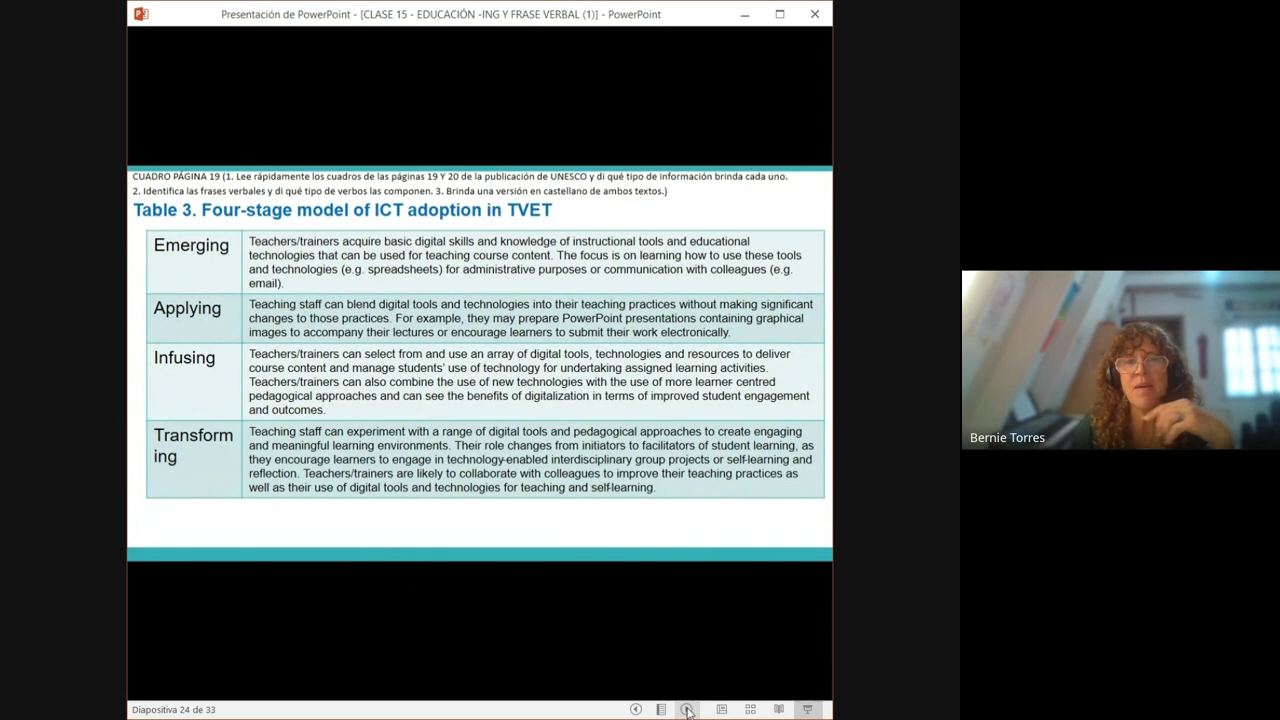 Presentación de PowerPoint - [CLASE 15 - EDUCACIÓN -ING Y FRASE VERBAL (1)] - PowerPoint
CUADRO PÁGINA 19 (1. Lee rápidamente los cuadros de las páginas 19 Y 20 de la publicación de UNESCO y di qué tipo de información brinda cada uno.
2. Identifica las frases verbales y di qué tipo de verbos las componen. 3. Brinda una versión en castellano de ambos textos.)
Table 3. Four-stage model of ICT adoption in TVET
Emerging
Teachers/trainers acquire basic digital skills and knowledge of instructional tools and educational
technologies that can be used for teaching course content. The focus is on learning how to use these tools
and technologies (e.g. spreadsheets) for administrative purposes or communication with colleagues (e.g.
email).
Applying
Teaching staff can blend digital tools and technologies into their teaching practices without making significant
changes to those practices. For example, they may prepare PowerPoint presentations containing graphical
images to accompany their lectures or encourage learners to submit their work electronically.
Infusing
Teachers/trainers can select from and use an array of digital tools, technologies and resources to deliver
course content and manage students' use of technology for undertaking assigned learning activities.
Teachers/trainers can also combine the use of new technologies with the use of more learner-centred
pedagogical approaches and can see the benefits of digitalization in terms of improved student engagement
and outcomes.
Transform
ing
Teaching staff can experiment with a range of digital tools and pedagogical approaches to create engaging
and meaningful learning environments. Their role changes from initiators to facilitators of student learning, as
they encourage learners to engage in technology-enabled interdisciplinary group projects or self-learning and
reflection. Teachers/trainers are likely to collaborate with colleagues to improve their teaching practices as
well as their use of digital tools and technologies for teaching and self-learning.
Bernie Torres
Diapositiva 24 de 33